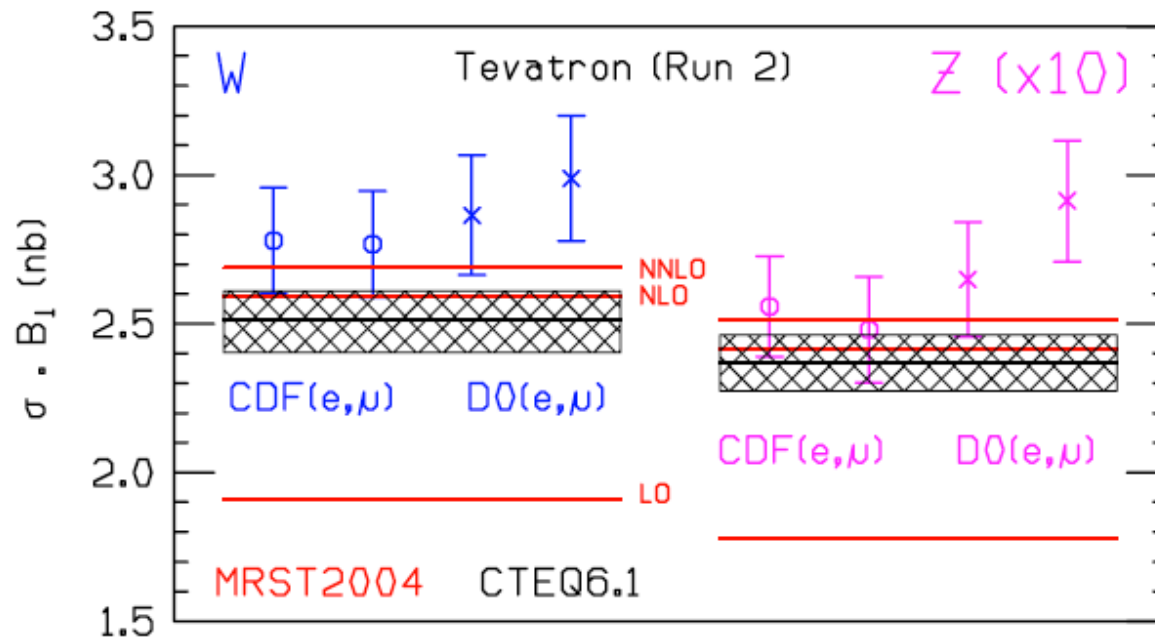 3.5
W
Tevatron (Run 2)
Z (x10)
3.0
σ . B_l (nb)
NNLO
NLO
2.5
CDF(e,μ)
D0(e,μ)
CDF(e,μ)
D0(e,μ)
2.0
LO
MRST2004
CTEQ6.1
1.5